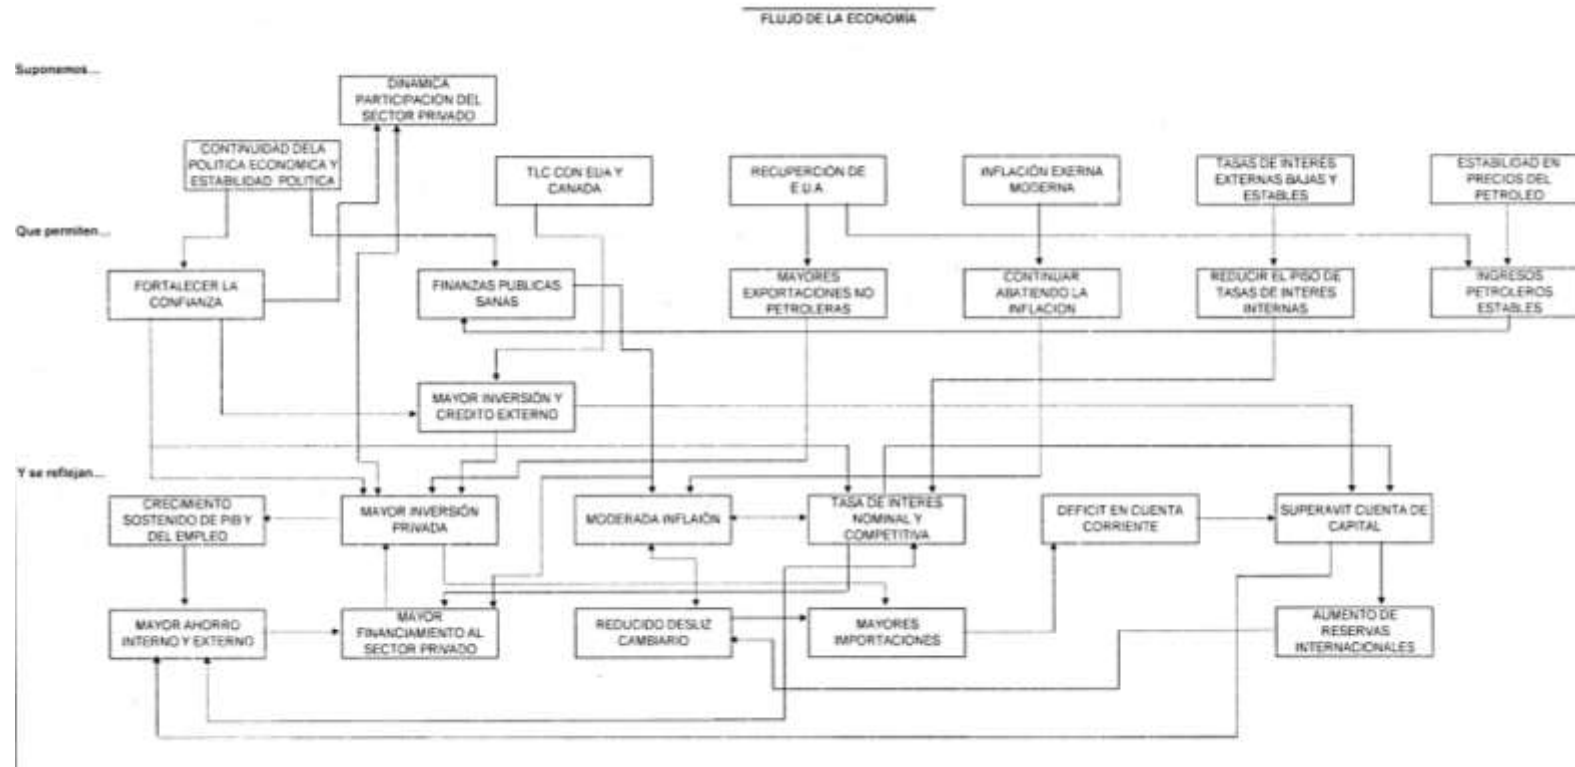 FLUJO DE LA ECONOMÍA
Suponemos...
DINAMICA
PARTICIPACIÓN DEL
SECTOR PRIVADO
CONTINUIDAD DELA
POLITICA ECONOMICA Y
ESTABILIDAD POLITICA
TLC CON EUA Y
CANADA
RECUPERCIÓN DE
E.U.A.
INFLACIÓN EXERNA
MODERNA
TASAS DE INTERES
EXTERNAS BAJAS Y
ESTABLES
ESTABILIDAD EN
PRECIOS DEL
PETROLEO
Que permiten...
FORTALECER LA
CONFIANZA
FINANZAS PUBLICAS
SANAS
MAYORES
EXPORTACIONES NO
PETROLERAS
CONTINUAR
ABATIENDO LA
INFLACION
REDUCIR EL PISO DE
TASAS DE INTERES
INTERNAS
INGRESOS
PETROLEROS
ESTABLES
MAYOR INVERSIÓN Y
CREDITO EXTERNO
Y se reflejan...
CRECIMIENTO
SOSTENIDO DE PIB Y
DEL EMPLEO
MAYOR INVERSIÓN
PRIVADA
MODERADA INFLAIÓN
TASA DE INTERES
NOMINAL Y
COMPETITIVA
DEFICIT EN CUENTA
CORRIENTE
SUPERAVIT CUENTA DE
CAPITAL
MAYOR AHORRO
INTERNO Y EXTERNO
MAYOR
FINANCIAMIENTO AL
SECTOR PRIVADO
REDUCIDO DESLIZ
CAMBIARIO
MAYORES
IMPORTACIONES
AUMENTO DE
RESERVAS
INTERNACIONALES